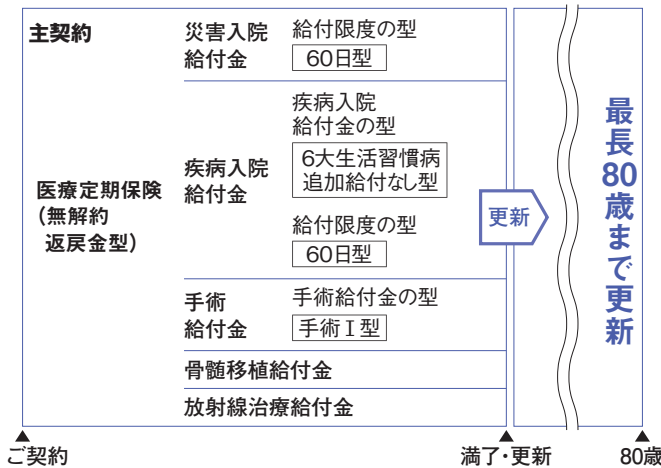 主契約
災害入院
給付金
給付限度の型
60日型
医療定期保険
(無解約
返戻金型)
疾病入院
給付金
疾病入院
給付金の型
6大生活習慣病
追加給付なし型
給付限度の型
60日型
手術
給付金
手術給付金の型
手術Ⅰ型
骨髄移植給付金
放射線治療給付金
更新
最長80歳まで更新
ご契約
満了・更新
80歳